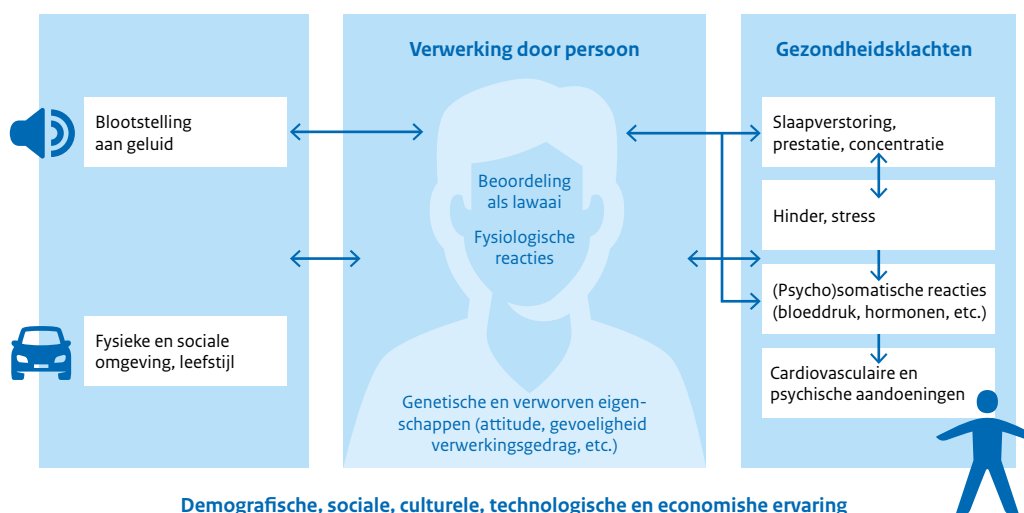 Verwerking door persoon
Gezondheidsklachten
Blootstelling
aan geluid
Fysieke en sociale
omgeving, leefstijl
Beoordeling
als lawaai
Fysiologische
reacties
Genetische en verworven eigen-
schappen (attitude, gevoeligheid
verwerkingsgedrag, etc.)
Slaapverstoring,
prestatie, concentratie
Hinder, stress
(Psycho)somatische reacties
(bloeddruk, hormonen, etc.)
Cardiovasculaire en
psychische aandoeningen
Demografische, sociale, culturele, technologische en economishe ervaring